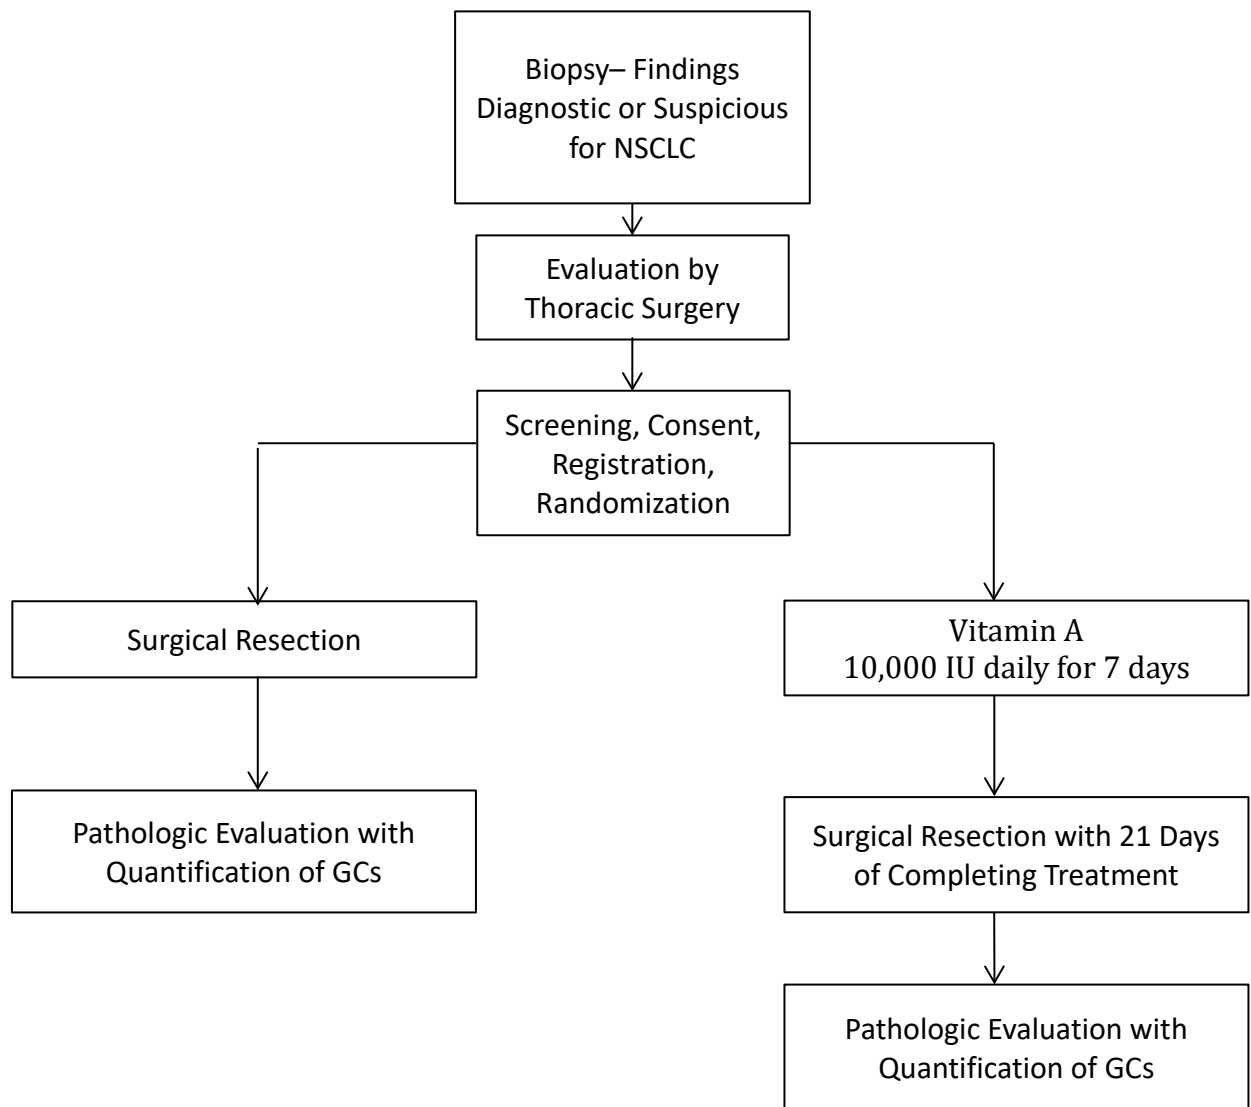 Biopsy– Findings
Diagnostic or Suspicious
for NSCLC
Evaluation by
Thoracic Surgery
Screening, Consent,
Registration,
Randomization
Surgical Resection
Vitamin A
10,000 IU daily for 7 days
Pathologic Evaluation with
Quantification of GCs
Surgical Resection with 21 Days
of Completing Treatment
Pathologic Evaluation with
Quantification of GCs